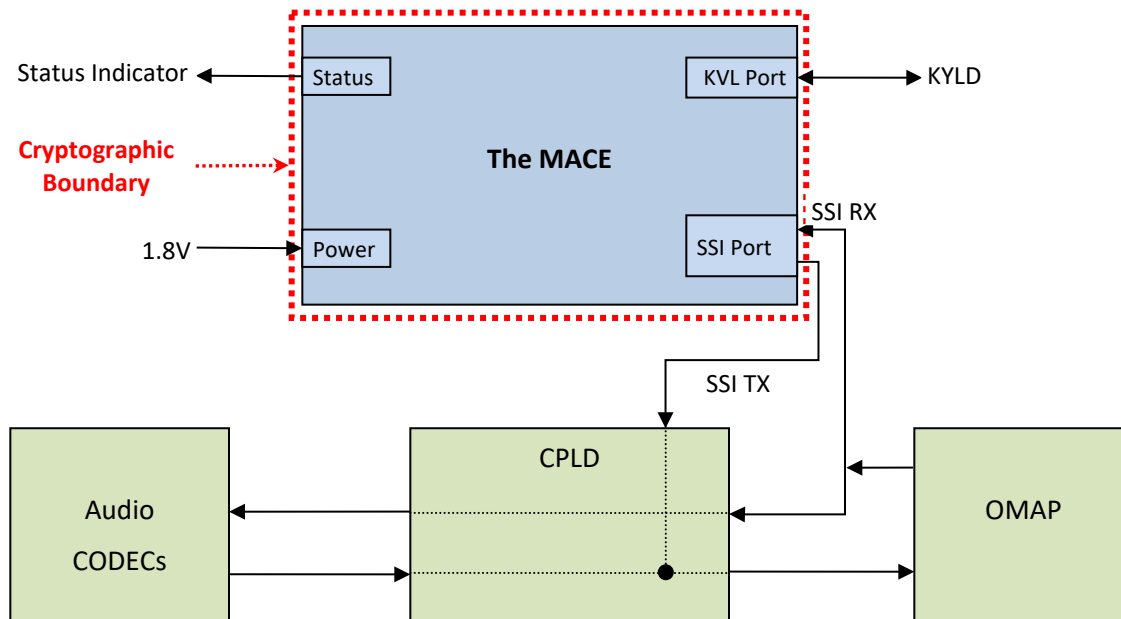 Status Indicator
Status
KVL Port
KYLD
Cryptographic
Boundary
The MACE
SSI RX
1.8V
Power
SSI Port
SSI TX
CPLD
Audio
CODECs
OMAP